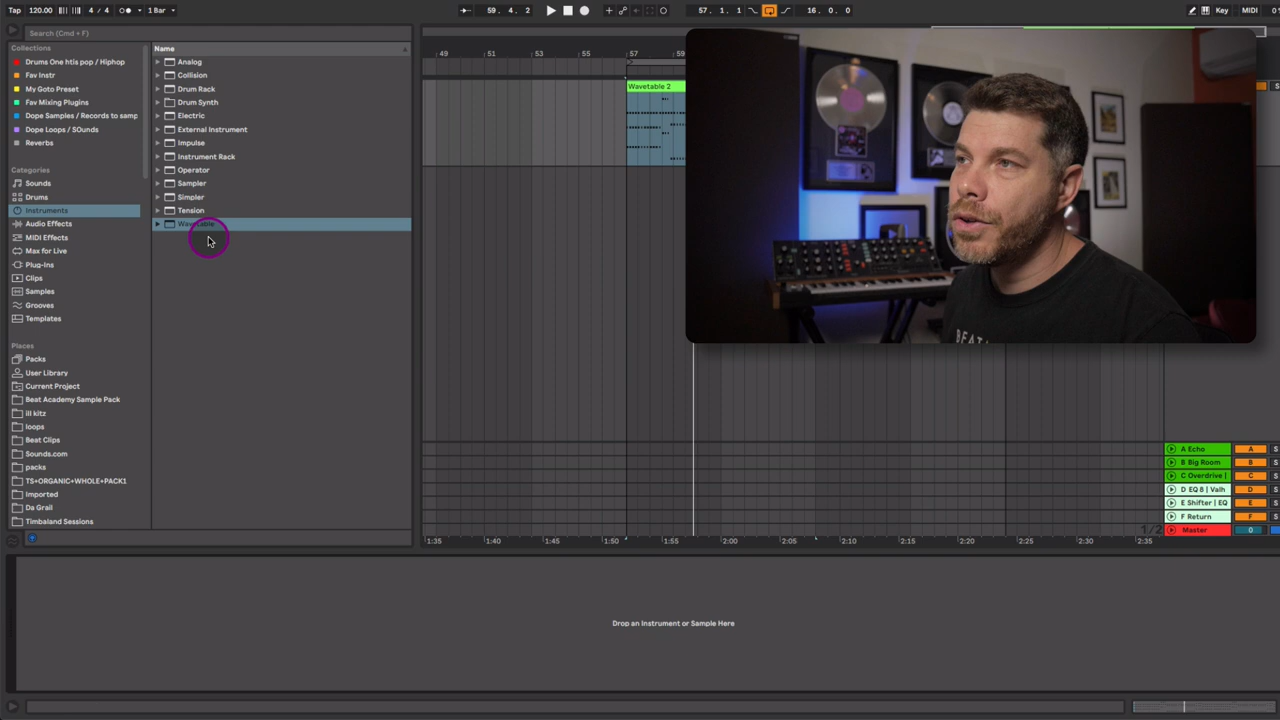 Tap 120.00 4 / 4 1 Bar 59. 4. 2 57. 1. 1 16. 0. 0 Key MIDI
Search (Cmd + F)
Collections
Drums One htis pop / Hiphop
Fav Instr
My Goto Preset
Fav Mixing Plugins
Dope Samples / Records to samp
Dope Loops / SOunds
Reverbs
Categories
Sounds
Drums
Instruments
Audio Effects
MIDI Effects
Max for Live
Plug-Ins
Clips
Samples
Grooves
Templates
Places
Packs
User Library
Current Project
Beat Academy Sample Pack
ill kitz
loops
Beat Clips
Sounds.com
packs
TS+ORGANIC+WHOLE+PACK1
Imported
Da Grail
Timbaland Sessions
Name
Analog
Collision
Drum Rack
Drum Synth
Electric
External Instrument
Impulse
Instrument Rack
Operator
Sampler
Simpler
Tension
Wavetable
49 51 53 55 57 59
Wavetable 2
A Echo A S
B Big Room B S
C Overdrive | C S
D EQ 8 | Valh D S
E Shifter | EQ E S
F Return F S
1/2 Master 0
1:35 1:40 1:45 1:50 1:55 2:00 2:05 2:10 2:15 2:20 2:25 2:30 2:35
Drop an Instrument or Sample Here